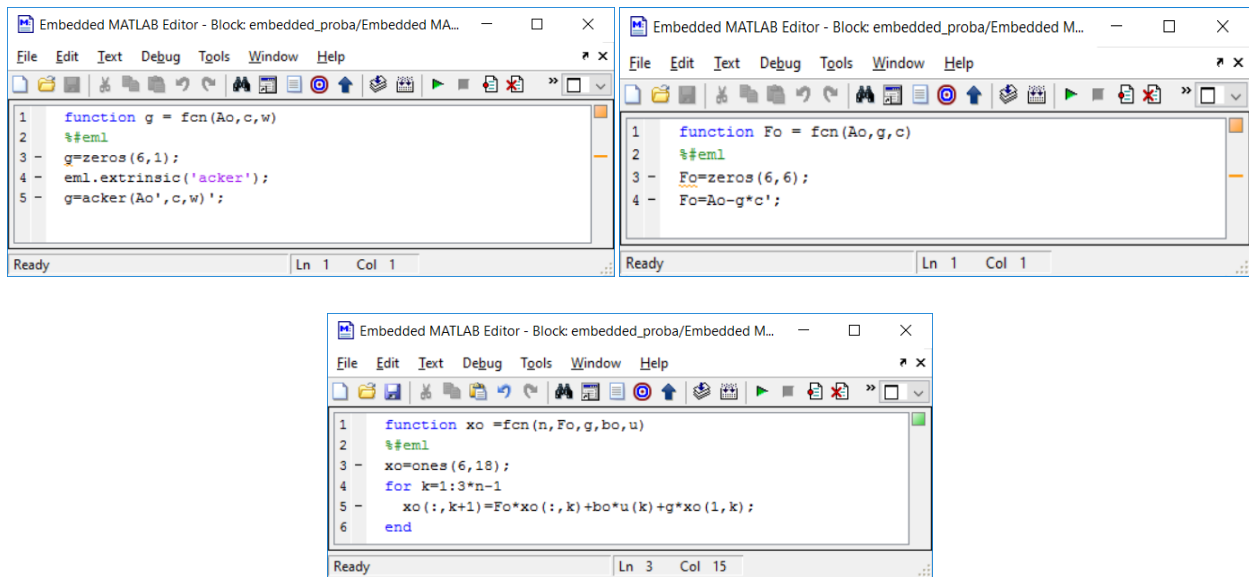 Embedded MATLAB Editor - Block: embedded_proba/Embedded MA...
File Edit Text Debug Tools Window Help
1 function g = fcn(Ao,c,w)
2 %#eml
3 - g=zeros(6,1);
4 - eml.extrinsic('acker');
5 - g=acker(Ao',c,w)';
Ready Ln 1 Col 1
Embedded MATLAB Editor - Block: embedded_proba/Embedded M...
File Edit Text Debug Tools Window Help
1 function Fo = fcn(Ao,g,c)
2 %#eml
3 - Fo=zeros(6,6);
4 - Fo=Ao-g*c';
Ready Ln 1 Col 1
Embedded MATLAB Editor - Block: embedded_proba/Embedded M...
File Edit Text Debug Tools Window Help
1 function xo =fcn(n,Fo,g,bo,u)
2 %#eml
3 - xo=ones(6,18);
4 for k=1:3*n-1
5 - xo(:,k+1)=Fo*xo(:,k)+bo*u(k)+g*xo(1,k);
6 end
Ready Ln 3 Col 15